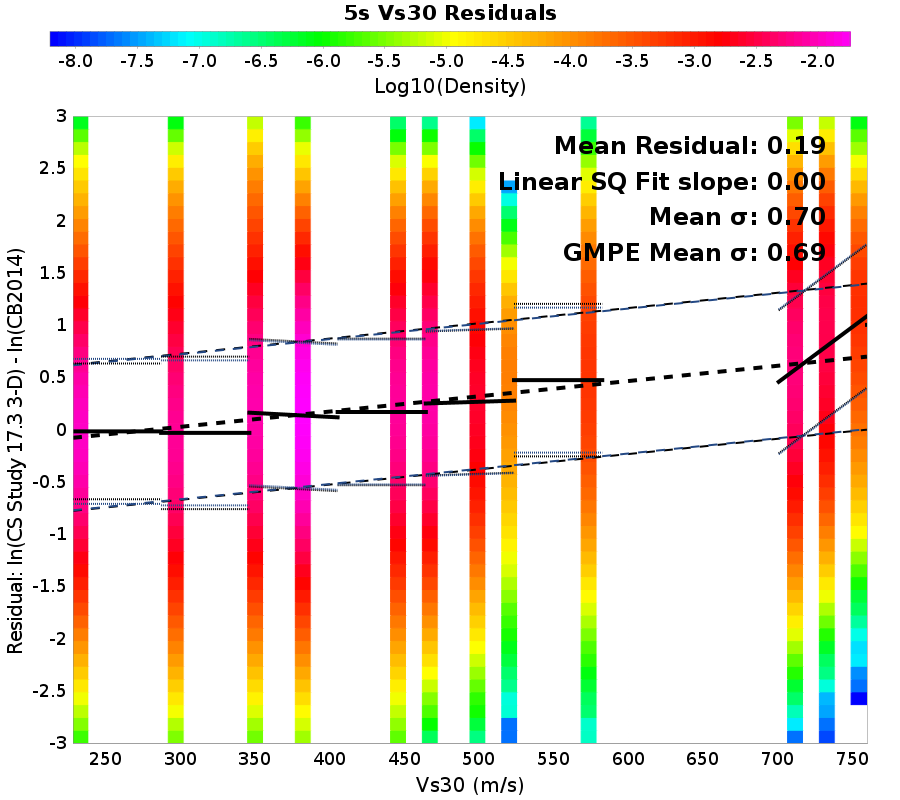 5s Vs30 Residuals
-8.0 -7.5 -7.0 -6.5 -6.0 -5.5 -5.0 -4.5 -4.0 -3.5 -3.0 -2.5 -2.0
Log10(Density)
Mean Residual: 0.19
Linear SQ Fit slope: 0.00
Mean σ: 0.70
GMPE Mean σ: 0.69
Residual: ln(CS Study 17.3 3-D) - ln(CB2014)
3
2.5
2
1.5
1
0.5
0
-0.5
-1
-1.5
-2
-2.5
-3
250 300 350 400 450 500 550 600 650 700 750
Vs30 (m/s)